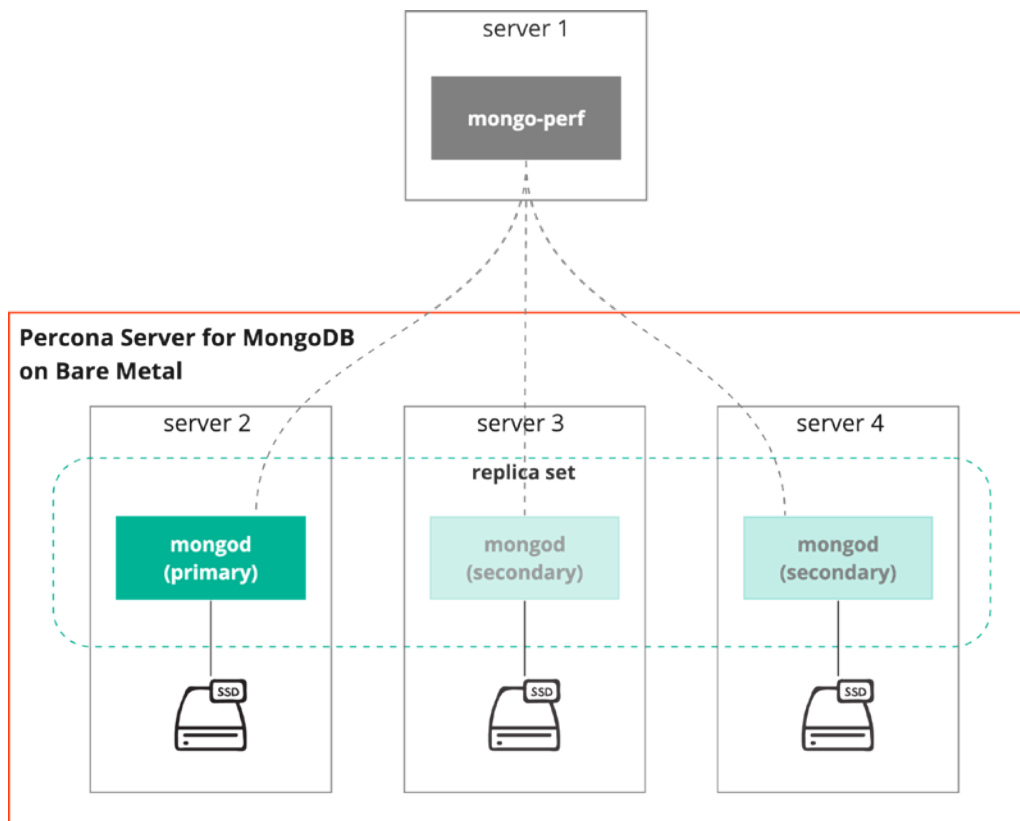 server 1
mongo-perf
Percona Server for MongoDB
on Bare Metal
server 2
server 3
server 4
replica set
mongod
(primary)
mongod
(secondary)
mongod
(secondary)
SSD
SSD
SSD